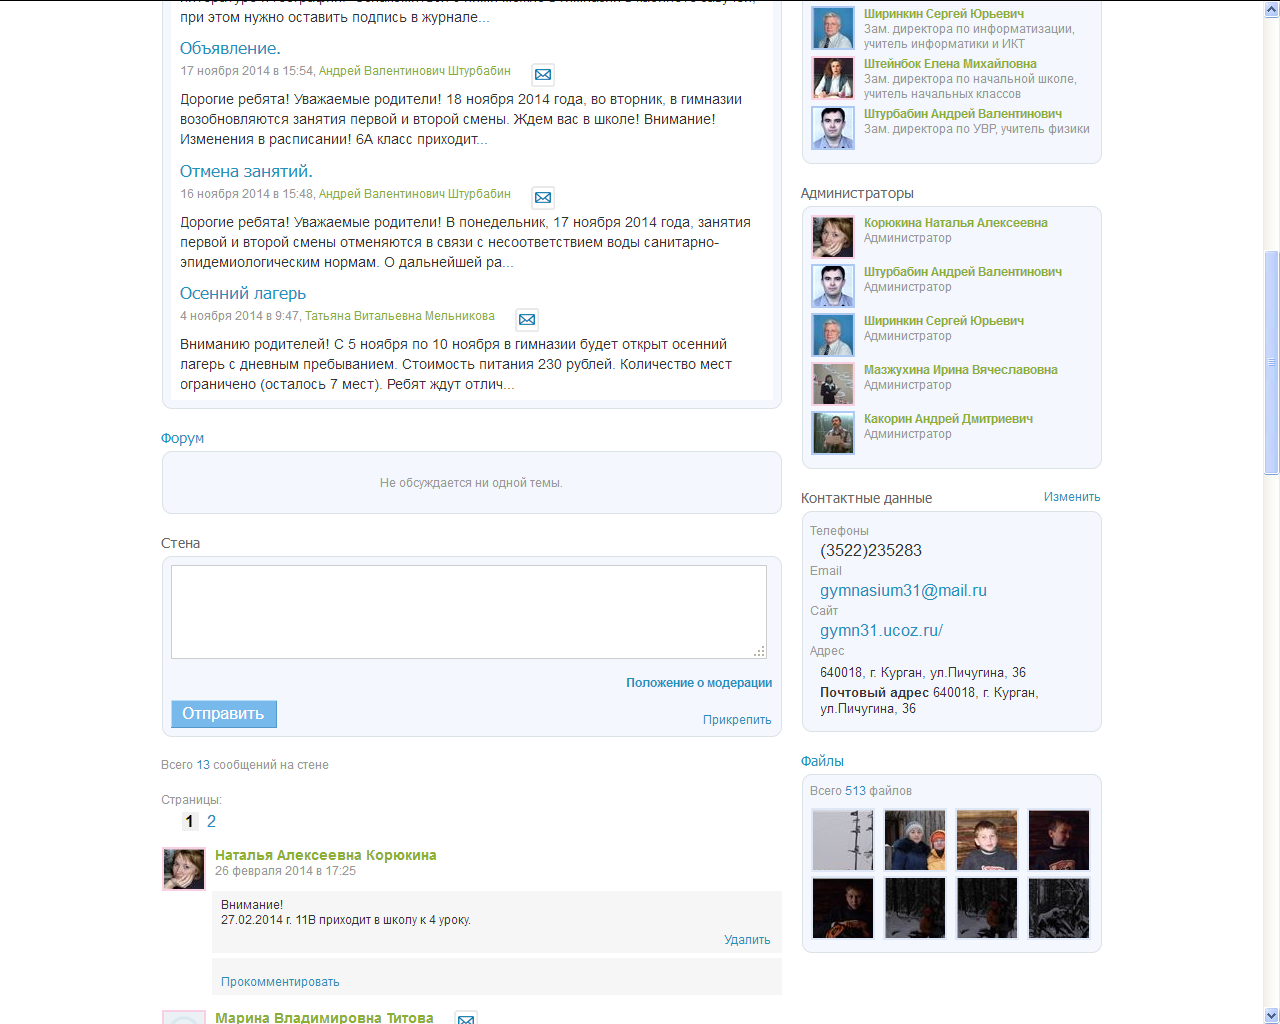 при этом нужно оставить подпись в журнале...
Объявление.
17 ноября 2014 в 15:54, Андрей Валентинович Штурбабин
Дорогие ребята! Уважаемые родители! 18 ноября 2014 года, во вторник, в гимназии
возобновляются занятия первой и второй смены. Ждем вас в школе! Внимание!
Изменения в расписании! 6А класс приходит...
Отмена занятий.
16 ноября 2014 в 15:48, Андрей Валентинович Штурбабин
Дорогие ребята! Уважаемые родители! В понедельник, 17 ноября 2014 года, занятия
первой и второй смены отменяются в связи с несоответствием воды санитарно-
эпидемиологическим нормам. О дальнейшей ра...
Осенний лагерь
4 ноября 2014 в 9:47, Татьяна Витальевна Мельникова
Вниманию родителей! С 5 ноября по 10 ноября в гимназии будет открыт осенний
лагерь с дневным пребыванием. Стоимость питания 230 рублей. Количество мест
ограничено (осталось 7 мест). Ребят ждут отлич...
Форум
Не обсуждается ни одной темы.
Стена
Положение о модерации
Отправить
Прикрепить
Всего 13 сообщений на стене
Страницы:
1 2
Наталья Алексеевна Корюкина
26 февраля 2014 в 17:25
Внимание!
27.02.2014 г. 11В приходит в школу к 4 уроку.
Удалить
Прокомментировать
Марина Владимировна Титова
Ширинкин Сергей Юрьевич
Зам. директора по информатизации,
учитель информатики и ИКТ
Штейнбок Елена Михайловна
Зам. директора по начальной школе,
учитель начальных классов
Штурбабин Андрей Валентинович
Зам. директора по УВР, учитель физики
Администраторы
Корюкина Наталья Алексеевна
Администратор
Штурбабин Андрей Валентинович
Администратор
Ширинкин Сергей Юрьевич
Администратор
Мазжухина Ирина Вячеславовна
Администратор
Какорин Андрей Дмитриевич
Администратор
Контактные данные
Изменить
Телефоны
(3522)235283
Email
gymnasium31@mail.ru
Сайт
gymn31.ucoz.ru/
Адрес
640018, г. Курган, ул.Пичугина, 36
Почтовый адрес 640018, г. Курган,
ул.Пичугина, 36
Файлы
Всего 513 файлов